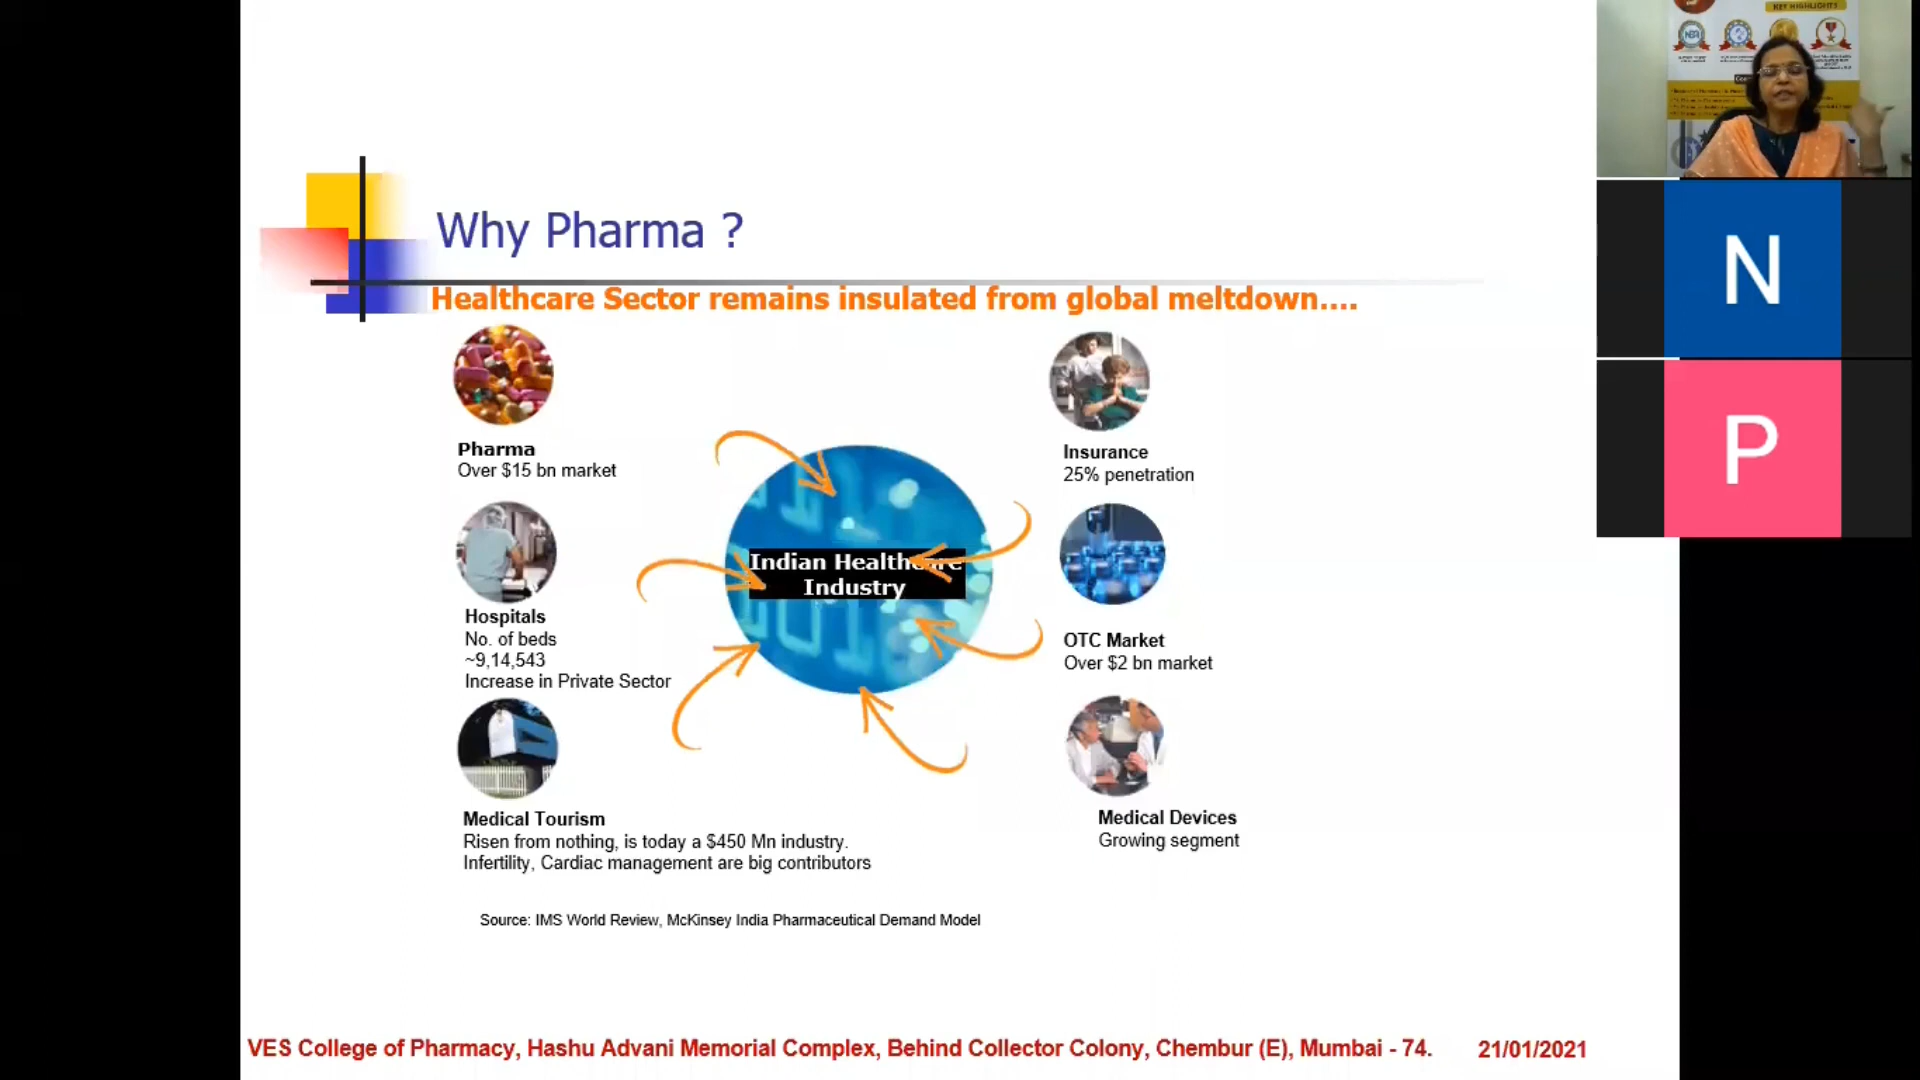 Why Pharma ?
Healthcare Sector remains insulated from global meltdown....
Pharma
Over $15 bn market
Hospitals
No. of beds
~9,14,543
Increase in Private Sector
Medical Tourism
Risen from nothing, is today a $450 Mn industry.
Infertility, Cardiac management are big contributors
Indian Healthcare
Industry
Insurance
25% penetration
OTC Market
Over $2 bn market
Medical Devices
Growing segment
Source: IMS World Review, McKinsey India Pharmaceutical Demand Model
VES College of Pharmacy, Hashu Advani Memorial Complex, Behind Collector Colony, Chembur (E), Mumbai - 74.
21/01/2021
KEY HIGHLIGHTS
N
P